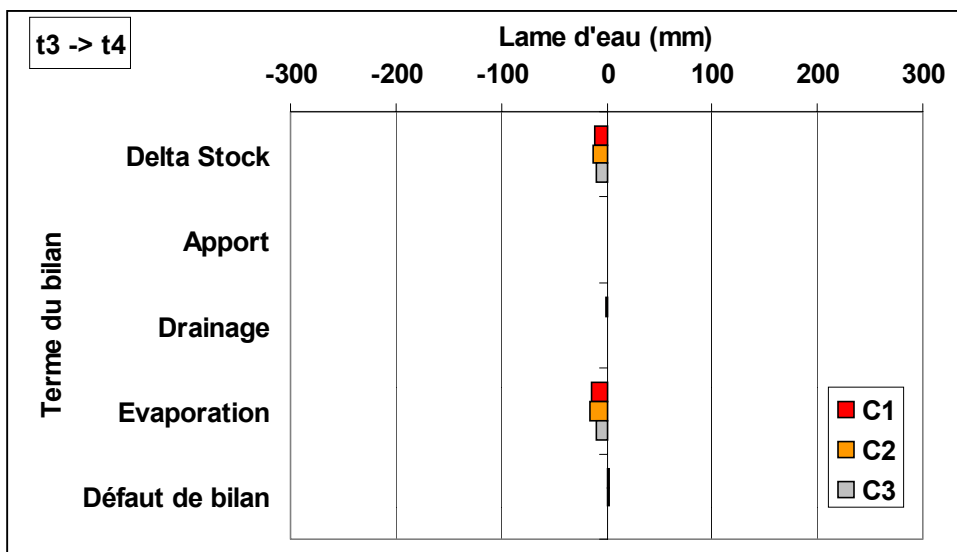 t3 -> t4
Lame d'eau (mm)
-300 -200 -100 0 100 200 300
Terme du bilan
Delta Stock
Apport
Drainage
Evaporation
Défaut de bilan
C1
C2
C3